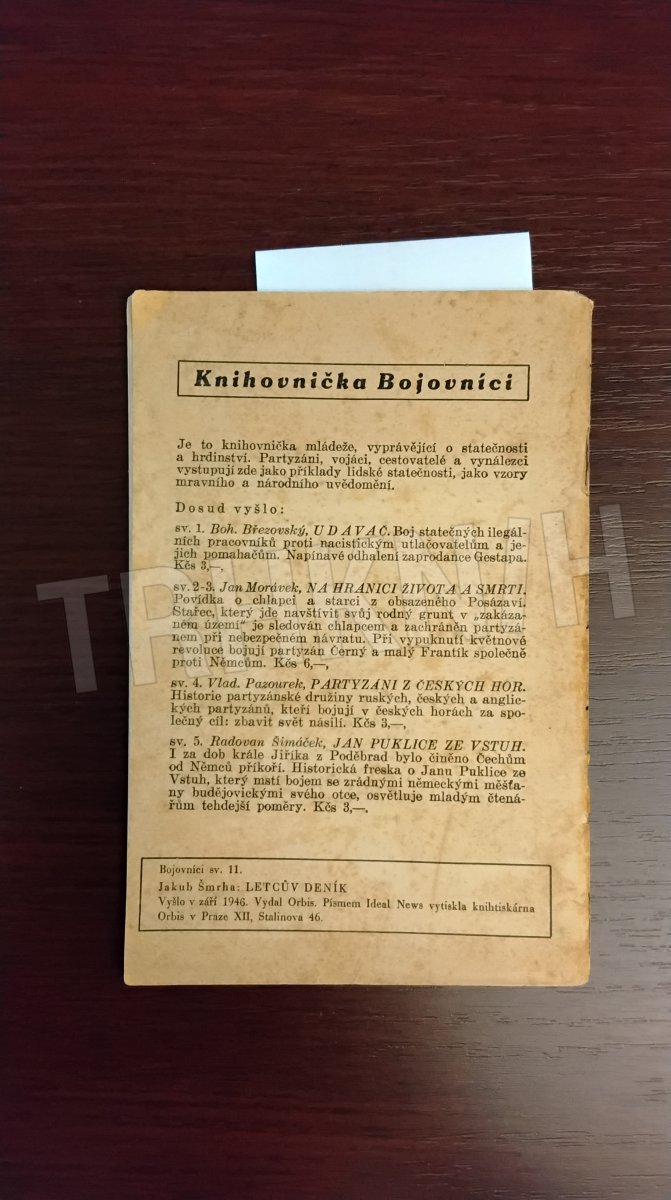 Knihovnička Bojovníci
Je to knihovnička mládeže, vyprávějící o statečnosti
a hrdinství. Partyzáni, vojáci, cestovatelé a vynálezci
vystupují zde jako příklady lidské statečnosti, jako vzory
mravního a národního uvědomění.
Dosud vyšlo:
sv. 1. Boh. Březovský, UDAVAČ. Boj statečných ilegál-
ních pracovníků proti nacistickým utlačovatelům a je-
jich pomahačům. Napínavé odhalení zaprodance Gestapa.
Kčs 3,—,
sv. 2-3. Jan Morávek, NA HRANICI ŽIVOTA A SMRTI.
Povídka o chlapci a starci z obsazeného Posázaví.
Stařec, který jde navštívit svůj rodný grunt v „zakáza-
ném území" je sledován chlapcem a zachráněn partyzá-
nem při nebezpečném návratu. Při vypuknutí květnové
revoluce bojují partyzán Černý a malý Frantík společně
proti Němcům. Kčs 6,—,
sv. 4. Vlad. Pazourek, PARTYZÁNI Z ČESKÝCH HOR.
Historie partyzánské družiny ruských, českých a anglic-
kých partyzánů, kteří bojují v českých horách za spo-
lečný cíl: zbavit svět násilí. Kčs 3,—,
sv. 5. Radovan Šimáček, JAN PUKLICE ZE VSTUH.
I za dob krále Jiříka z Poděbrad bylo činěno Čechům
od Němců příkoří. Historická freska o Janu Puklice ze
Vstuh, který mstí bojem se zrádnými německými měšťa-
ny budějovickými svého otce, osvětluje mladým čtená-
řům tehdejší poměry. Kčs 3,—.
Bojovníci sv. 11.
Jakub Šmrha: LETCŮV DENÍK
Vyšlo v září 1946. Vydal Orbis. Písmem Ideal News vytiskla knihtiskárna
Orbis v Praze XII, Stalinova 46.